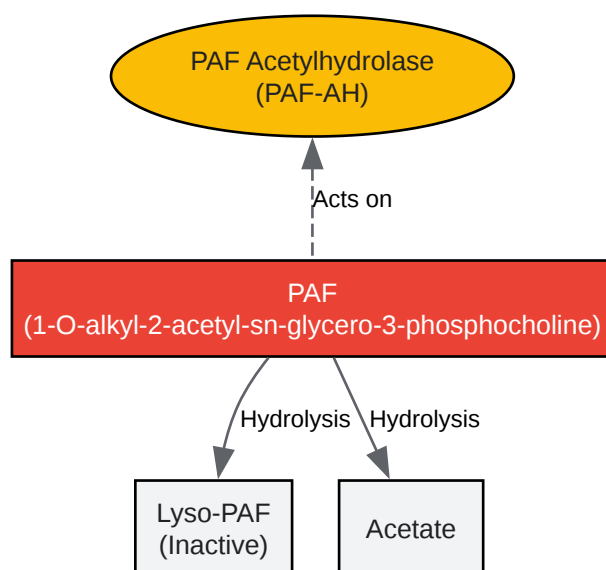 PAF Acetylhydrolase
(PAF-AH)
Acts on
PAF
(1-O-alkyl-2-acetyl-sn-glycero-3-phosphocholine)
Hydrolysis
Hydrolysis
Lyso-PAF
(Inactive)
Acetate